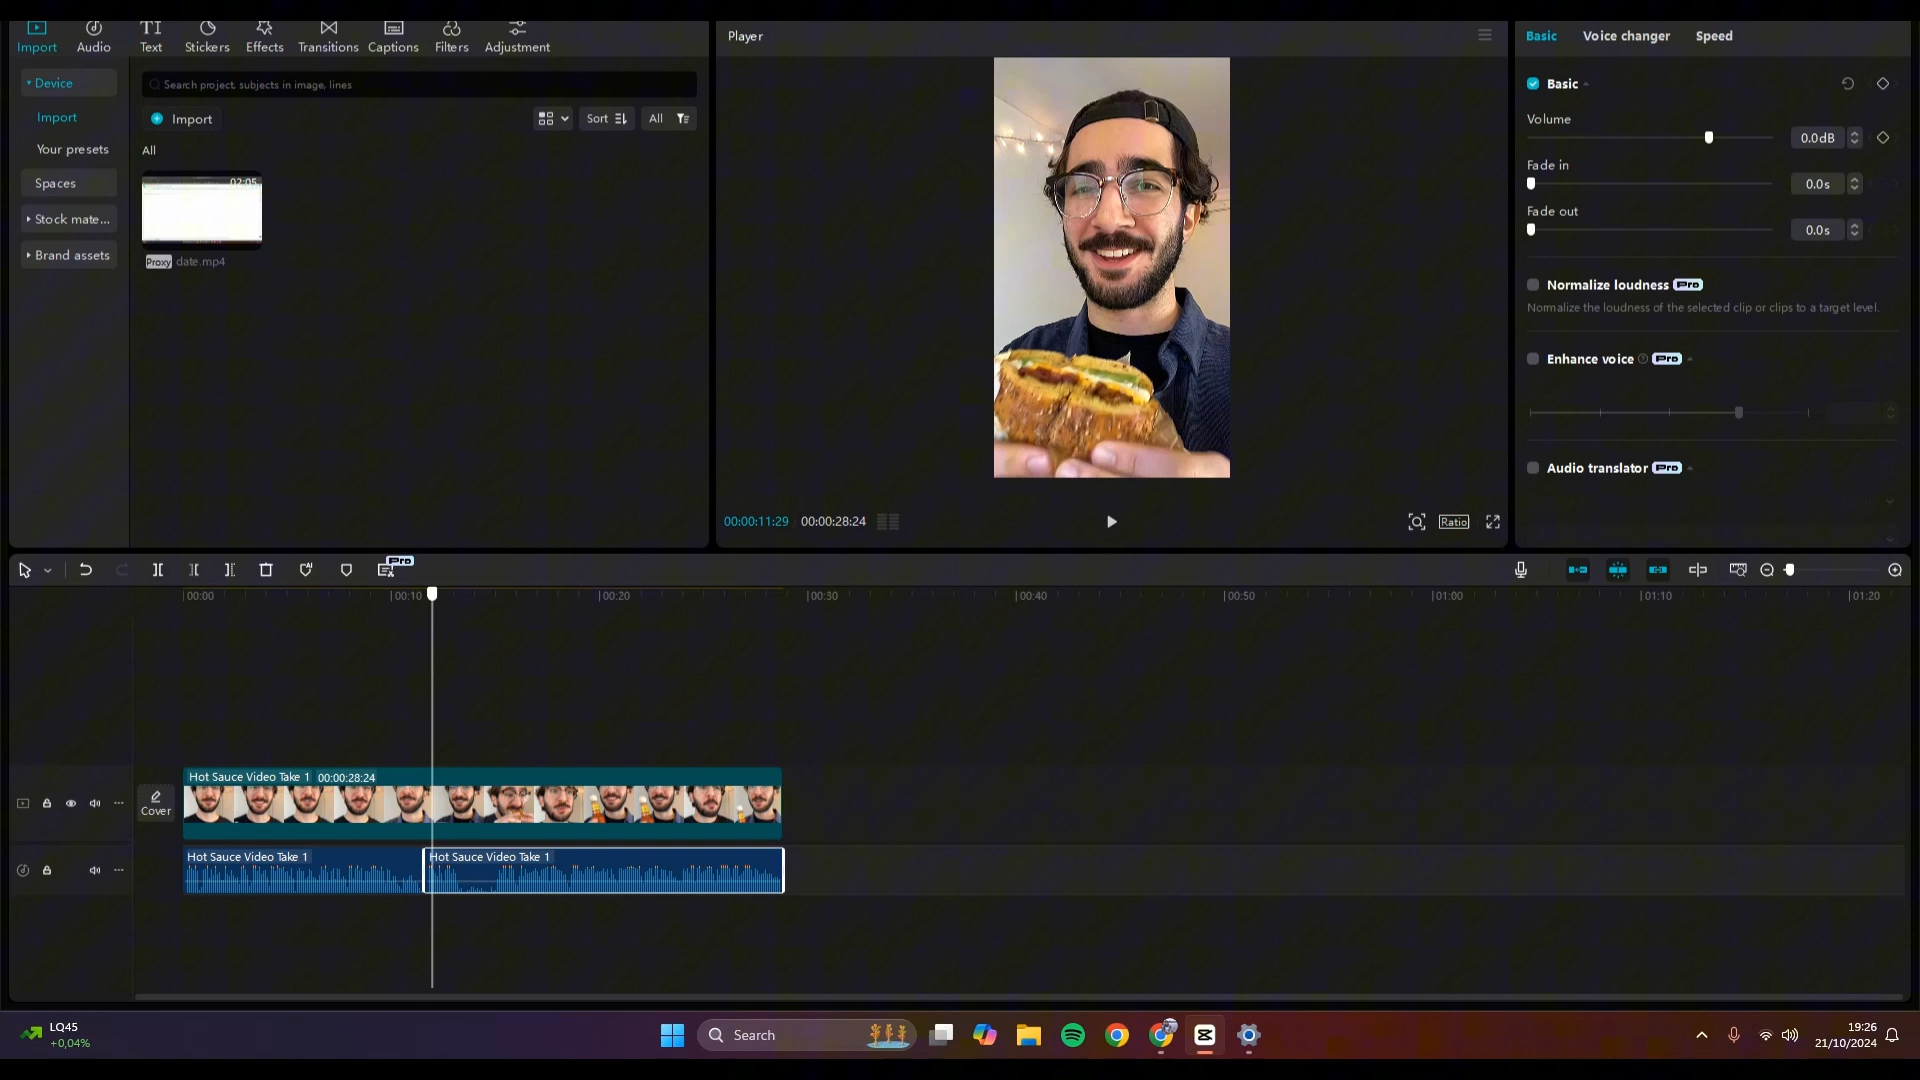 Import
Audio
Text
Stickers
Effects
Transitions
Captions
Filters
Adjustment
Device
Import
Your presets
Spaces
Stock mate...
Brand assets
Search project, subjects in image, lines
Import
Sort
All
All
02:05
Proxy date.mp4
Player
00:00:11:29 00:00:28:24
Ratio
Basic Voice changer Speed
Basic
Volume
0.0dB
Fade in
0.0s
Fade out
0.0s
Normalize loudness Pro
Normalize the loudness of the selected clip or clips to a target level.
Enhance voice Pro
Audio translator Pro
Pro
00:00 00:10 00:20 00:30 00:40 00:50 01:00 01:10 01:20
Cover
Hot Sauce Video Take 1 00:00:28:24
Hot Sauce Video Take 1
Hot Sauce Video Take 1
LQ45
+0,04%
Search
19:26
21/10/2024